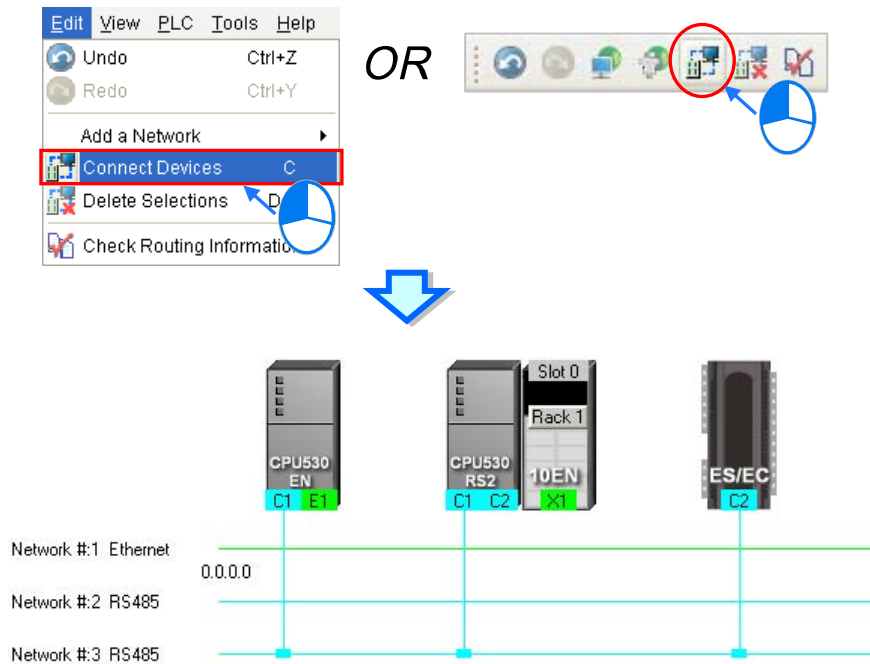 Edit View PLC Tools Help
Undo Ctrl+Z
Redo Ctrl+Y
Add a Network
Connect Devices C
Delete Selections D
Check Routing Informatio
OR
Slot 0
Rack 1
CPU530 EN
C1 E1
CPU530 RS2
C1 C2
10EN
X1
ES/EC
C2
Network #:1 Ethernet
0.0.0.0
Network #:2 RS485
Network #:3 RS485